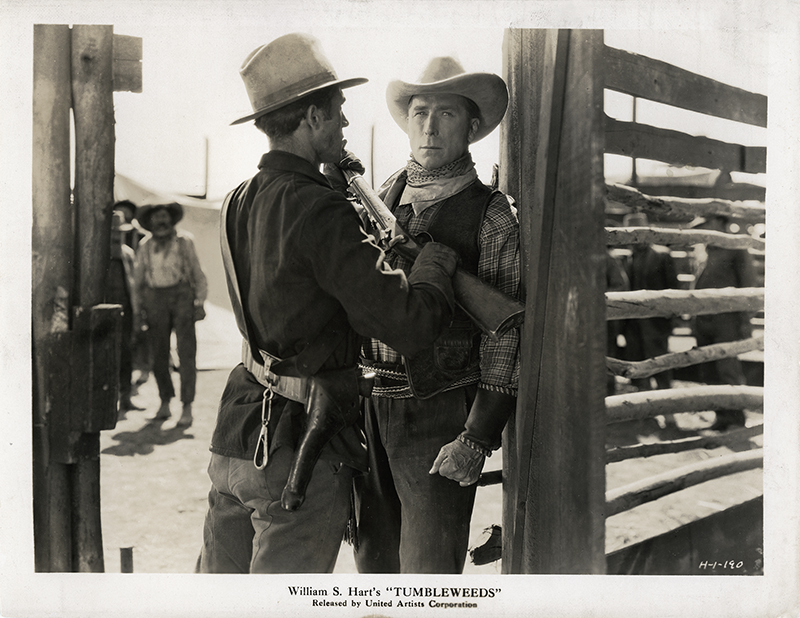 H-1-190
William S. Hart's "TUMBLEWEEDS"
Released by United Artists Corporation